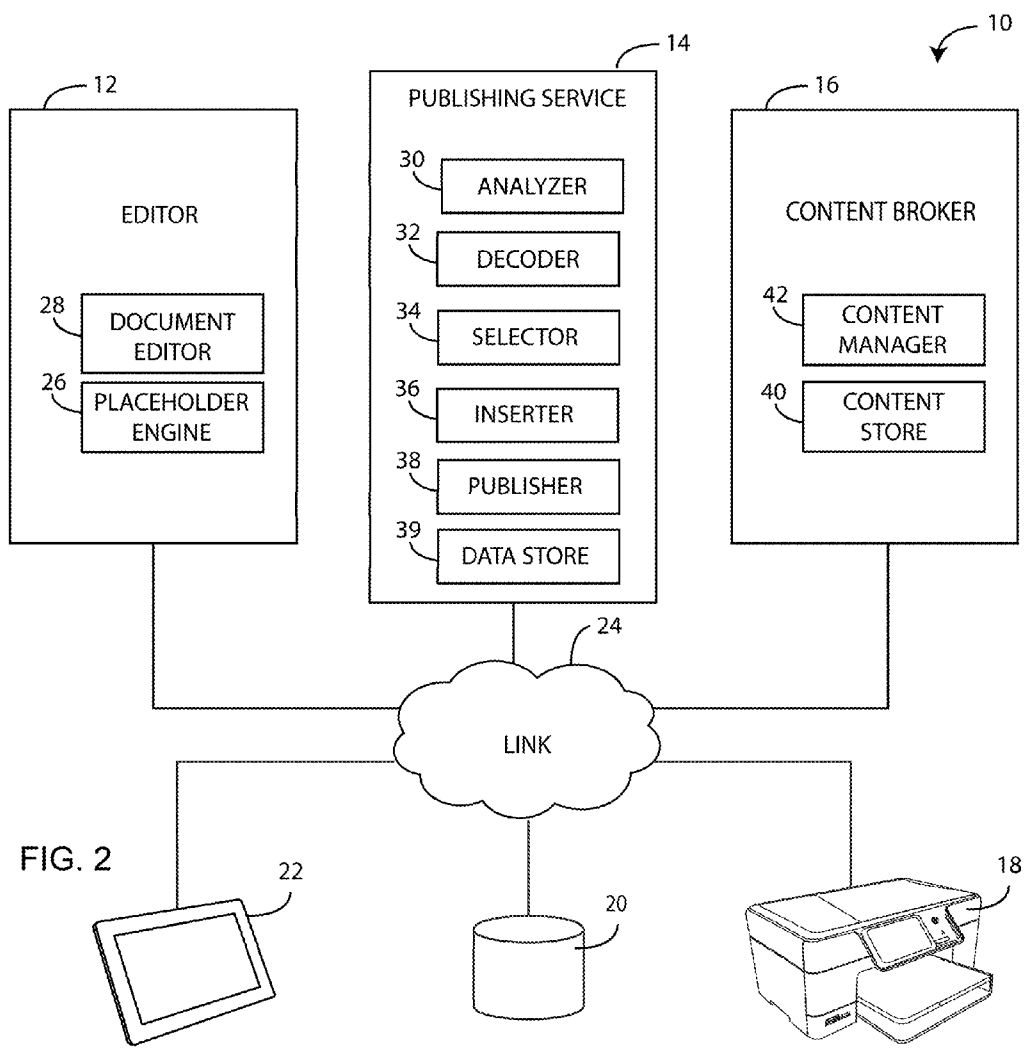 10
12
EDITOR
28
DOCUMENT
EDITOR
26
PLACEHOLDER
ENGINE
14
PUBLISHING SERVICE
30
ANALYZER
32
DECODER
34
SELECTOR
36
INSERTER
38
PUBLISHER
39
DATA STORE
16
CONTENT BROKER
42
CONTENT
MANAGER
40
CONTENT
STORE
24
LINK
FIG. 2
22
20
18